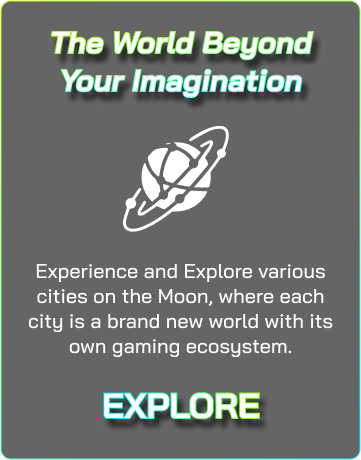 The World Beyond
Your Imagination
Experience and Explore various
cities on the Moon, where each
city is a brand new world with its
own gaming ecosystem.
EXPLORE